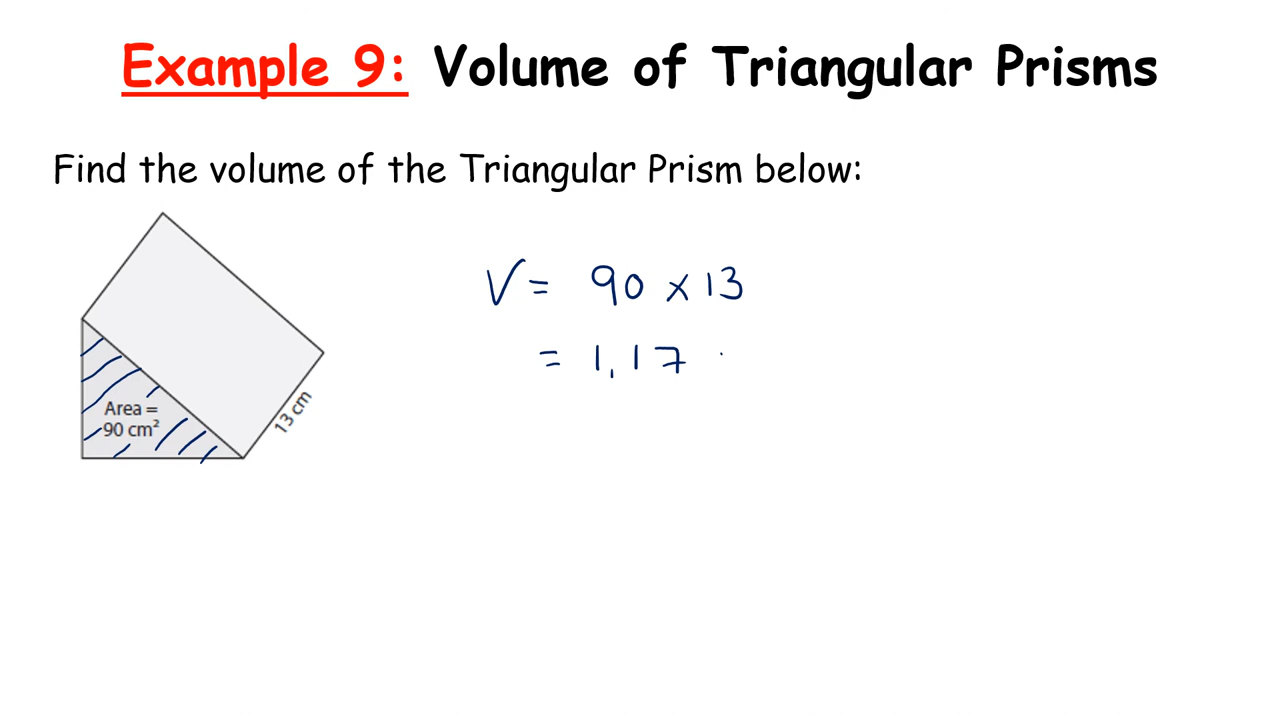 Example 9: Volume of Triangular Prisms
Find the volume of the Triangular Prism below:
V = 90 x 13
= 1,17
Area =
90 cm²
13 cm